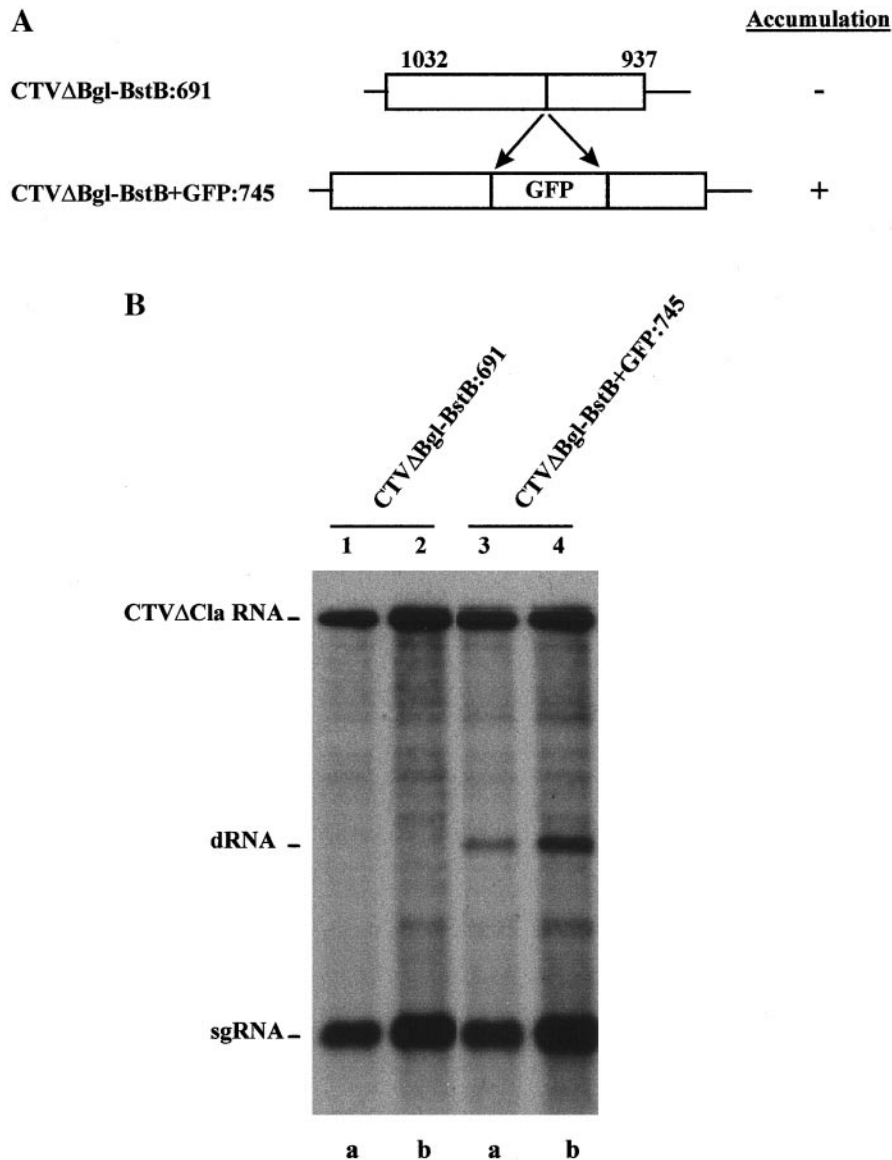 A
Accumulation
1032 937
CTVΔBgl-BstB:691 -
CTVΔBgl-BstB+GFP:745 GFP +
B
CTVΔBgl-BstB:691
CTVΔBgl-BstB+GFP:745
1 2 3 4
CTVΔCla RNA
dRNA
sgRNA
a b a b